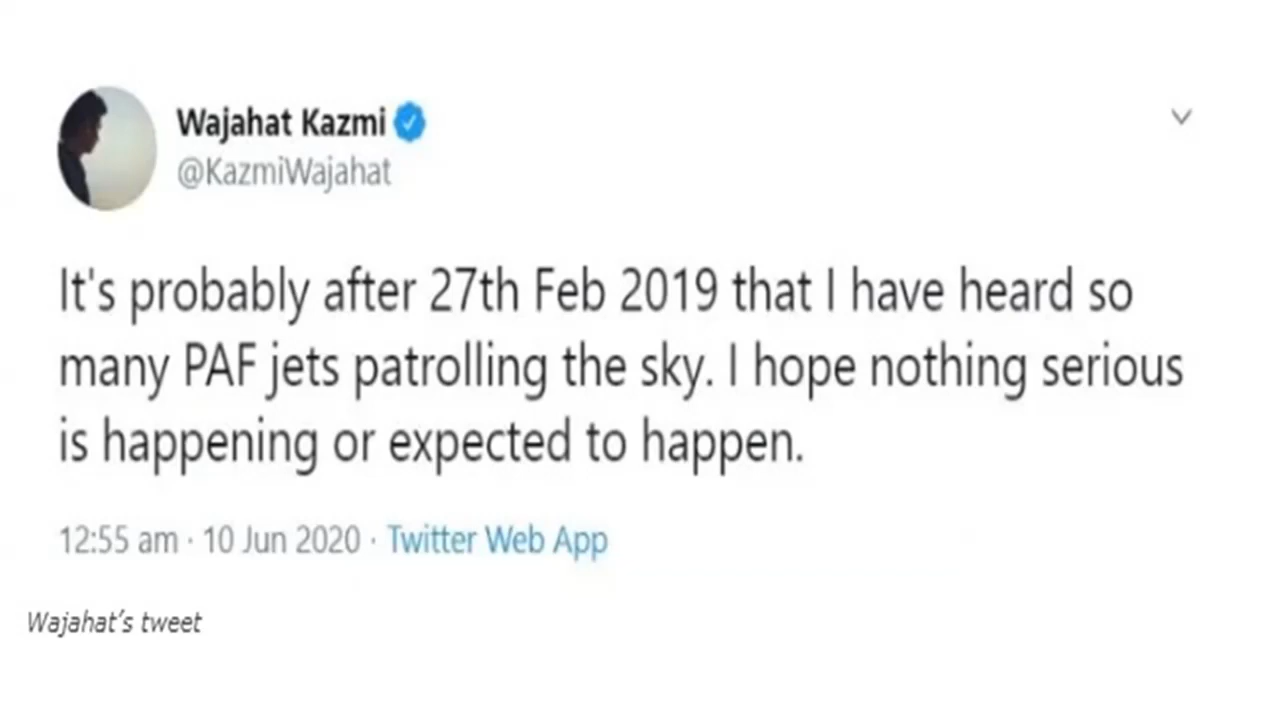 Wajahat Kazmi
@KazmiWajahat
It's probably after 27th Feb 2019 that I have heard so
many PAF jets patrolling the sky. I hope nothing serious
is happening or expected to happen.
12:55 am · 10 Jun 2020 · Twitter Web App
Wajahat's tweet